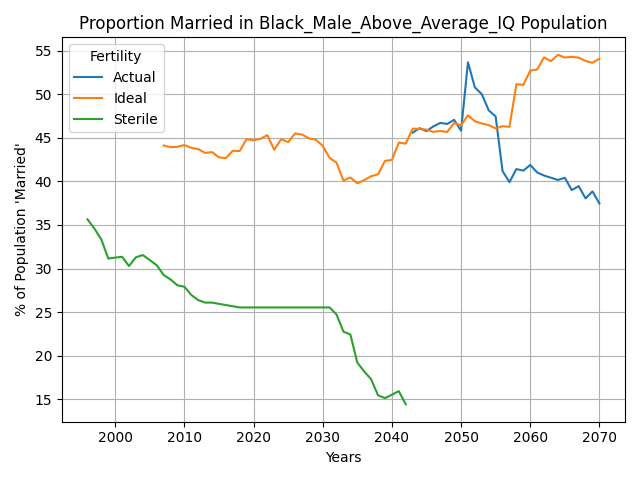 Proportion Married in Black_Male_Above_Average_IQ Population
Fertility
Actual
Ideal
Sterile
% of Population 'Married'
55
50
45
40
35
30
25
20
15
2000
2010
2020
2030
2040
2050
2060
2070
Years